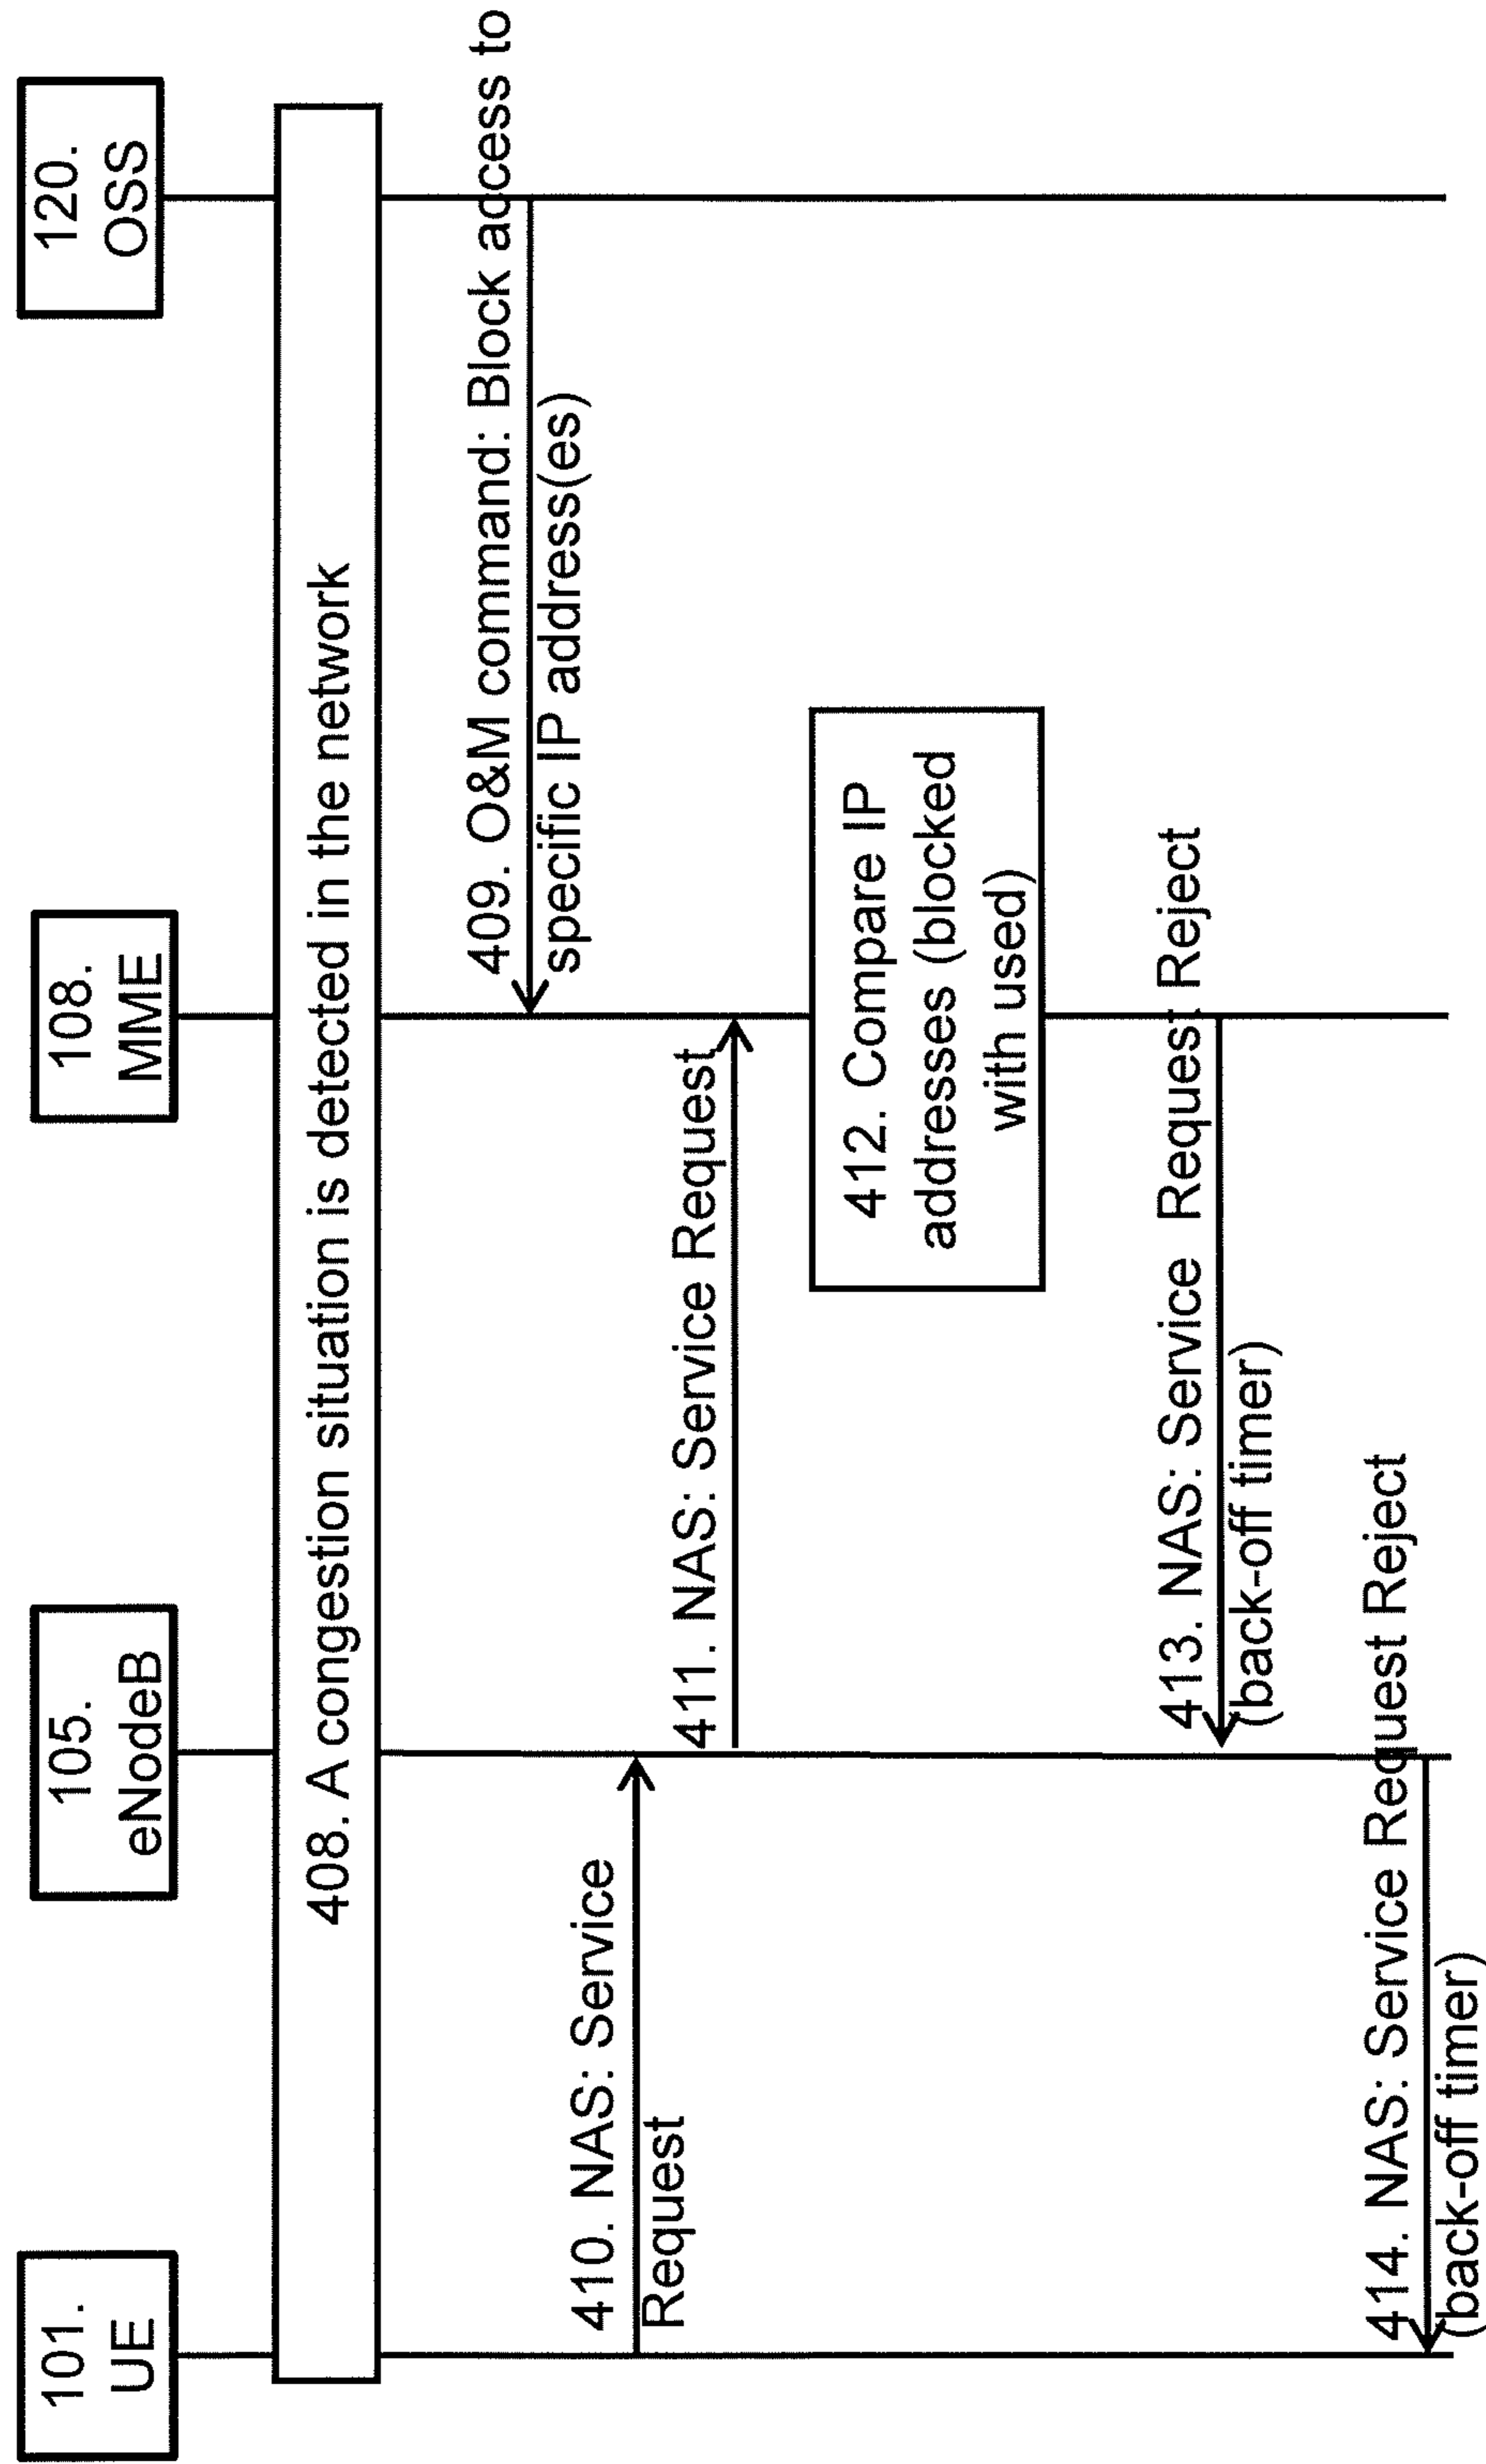 101.
UE
105.
eNodeB
108.
MME
120.
OSS
408. A congestion situation is detected in the network
409. O&M command: Block access to
specific IP address(es)
410. NAS: Service
Request
411. NAS: Service Request
412. Compare IP
addresses (blocked
with used)
413. NAS: Service Request Reject
(back-off timer)
414. NAS: Service Request Reject
(back-off timer)